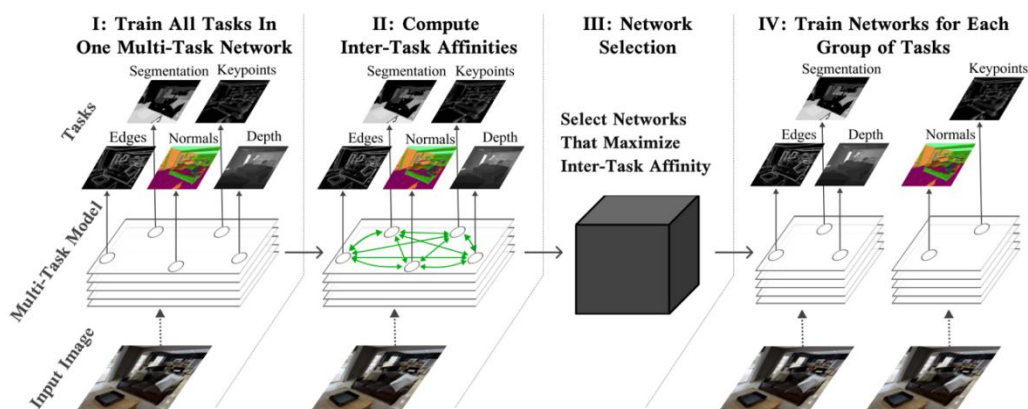 I: Train All Tasks In
One Multi-Task Network
II: Compute
Inter-Task Affinities
III: Network
Selection
IV: Train Networks for Each
Group of Tasks
Tasks
Segmentation Keypoints
Edges Normals Depth
Segmentation Keypoints
Edges Normals Depth
Select Networks
That Maximize
Inter-Task Affinity
Segmentation
Keypoints
Edges Depth Normals
Multi-Task Model
Input Image